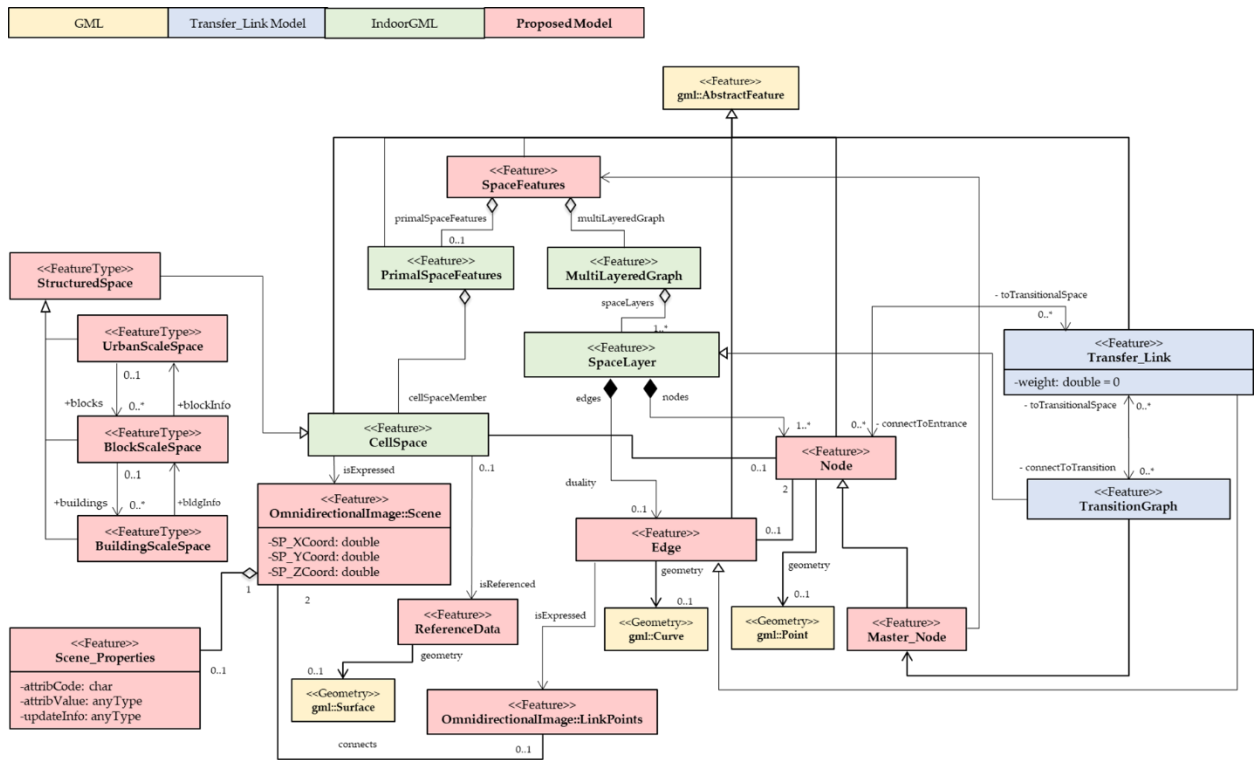 GML
Transfer_Link Model
IndoorGML
Proposed Model
<<Feature>>
gml::AbstractFeature
<<Feature>>
SpaceFeatures
primalSpaceFeatures
multiLayeredGraph
0..1
<<Feature>>
PrimalSpaceFeatures
<<Feature>>
MultiLayeredGraph
<<FeatureType>>
StructuredSpace
spaceLayers
1..*
- toTransitionalSpace
0..*
<<FeatureType>>
UrbanScaleSpace
<<Feature>>
SpaceLayer
<<Feature>>
Transfer_Link
-weight: double = 0
0..1
+blocks
0..*
+blockInfo
cellSpaceMember
edges
nodes
- toTransitionalSpace
0..*
<<FeatureType>>
BlockScaleSpace
<<Feature>>
CellSpace
1..*
0..*
- connectToEntrance
<<Feature>>
Node
0..1
0..1
isExpressed
0..1
2
- connectToTransition
0..*
+buildings
0..*
+bldgInfo
duality
<<Feature>>
OmnidirectionalImage::Scene
-SP_XCoord: double
-SP_YCoord: double
-SP_ZCoord: double
<<Feature>>
TransitionGraph
<<FeatureType>>
BuildingScaleSpace
0..1
<<Feature>>
Edge
0..1
geometry
geometry
1
2
isReferenced
isExpressed
0..1
0..1
<<Feature>>
ReferenceData
<<Geometry>>
gml::Curve
<<Geometry>>
gml::Point
<<Feature>>
Master_Node
<<Feature>>
Scene_Properties
-attribCode: char
-attribValue: anyType
-updateInfo: anyType
0..1
geometry
0..1
<<Geometry>>
gml::Surface
<<Feature>>
OmnidirectionalImage::LinkPoints
connects
0..1